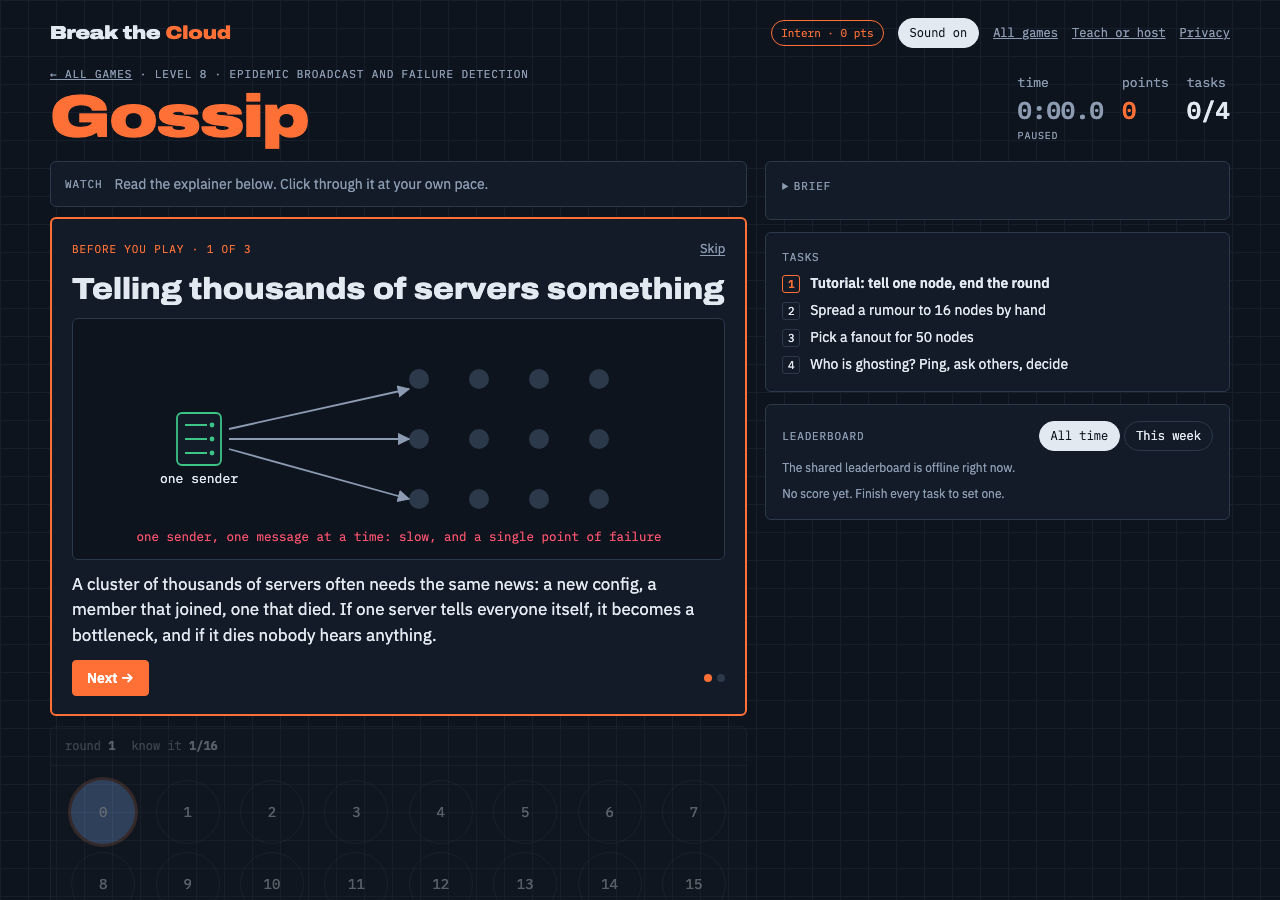 Break the Cloud
Intern · 0 pts
Sound on
All games
Teach or host
Privacy
← ALL GAMES · LEVEL 8 · EPIDEMIC BROADCAST AND FAILURE DETECTION
Gossip
time
points
tasks
0:00.0
0
0/4
PAUSED
WATCH Read the explainer below. Click through it at your own pace.
BEFORE YOU PLAY · 1 OF 3
Skip
Telling thousands of servers something
one sender
one sender, one message at a time: slow, and a single point of failure
A cluster of thousands of servers often needs the same news: a new config, a
member that joined, one that died. If one server tells everyone itself, it becomes a
bottleneck, and if it dies nobody hears anything.
Next →
round 1 know it 1/16
0 1 2 3 4 5 6 7
8 9 10 11 12 13 14 15
BRIEF
TASKS
1 Tutorial: tell one node, end the round
2 Spread a rumour to 16 nodes by hand
3 Pick a fanout for 50 nodes
4 Who is ghosting? Ping, ask others, decide
LEADERBOARD
All time
This week
The shared leaderboard is offline right now.
No score yet. Finish every task to set one.